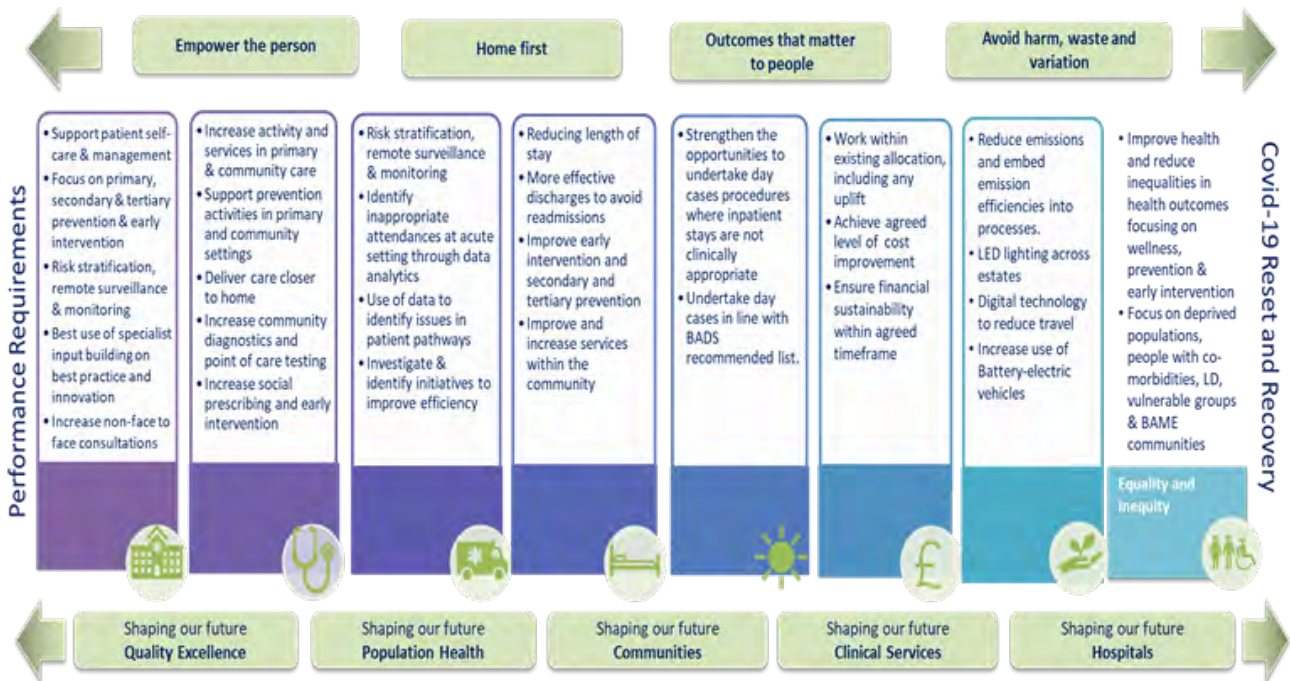 Empower the person
Home first
Outcomes that matter
to people
Avoid harm, waste and
variation
Performance Requirements
• Support patient self-
care & management
• Focus on primary,
secondary & tertiary
prevention & early
intervention
• Risk stratification,
remote surveillance
& monitoring
• Best use of specialist
input building on
best practice and
innovation
• Increase non-face to
face consultations
• Increase activity and
services in primary
& community care
• Support prevention
activities in primary
and community
settings
• Deliver care closer
to home
• Increase community
diagnostics and
point of care testing
• Increase social
prescribing and early
intervention
• Risk stratification,
remote surveillance
& monitoring
• Identify
inappropriate
attendances at acute
setting through data
analytics
• Use of data to
identify issues in
patient pathways
• Investigate &
identify initiatives to
improve efficiency
• Reducing length of
stay
• More effective
discharges to avoid
readmissions
• Improve early
intervention and
secondary and
tertiary prevention
• Improve and
increase services
within the
community
• Strengthen the
opportunities to
undertake day
cases procedures
where inpatient
stays are not
clinically
appropriate
• Undertake day
cases in line with
BADS
recommended list.
• Work within
existing allocation,
including any
uplift
• Achieve agreed
level of cost
improvement
• Ensure financial
sustainability
within agreed
timeframe
• Reduce emissions
and embed
emission
efficiencies into
processes.
• LED lighting across
estates
• Digital technology
to reduce travel
• Increase use of
Battery-electric
vehicles
• Improve health
and reduce
inequalities in
health outcomes
focusing on
wellness,
prevention &
early intervention
• Focus on deprived
populations,
people with co-
morbidities, LD,
vulnerable groups
& BAME
communities
Equality and
Inequity
£
Covid-19 Reset and Recovery
Shaping our future
Quality Excellence
Shaping our future
Population Health
Shaping our future
Communities
Shaping our future
Clinical Services
Shaping our future
Hospitals